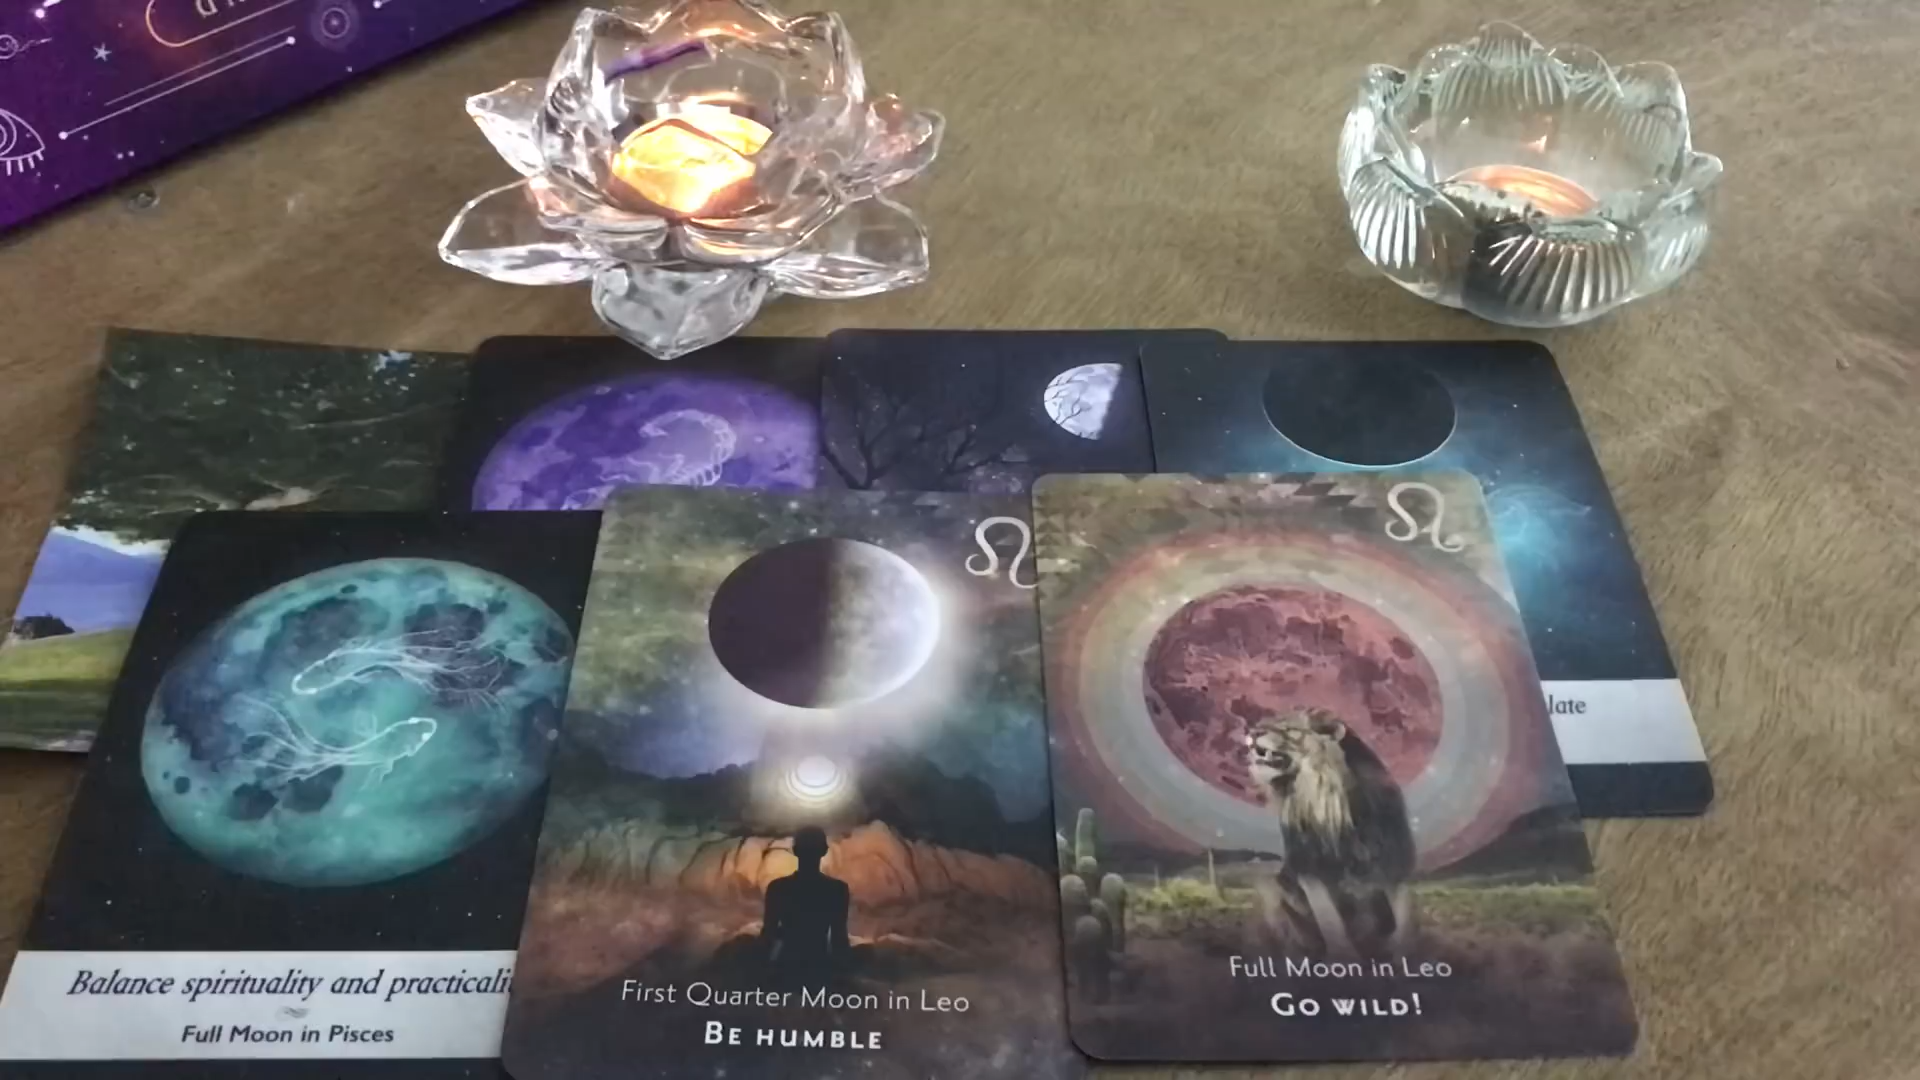 late
Balance spirituality and practicali
Full Moon in Pisces
First Quarter Moon in Leo
BE HUMBLE
Full Moon in Leo
GO WILD!